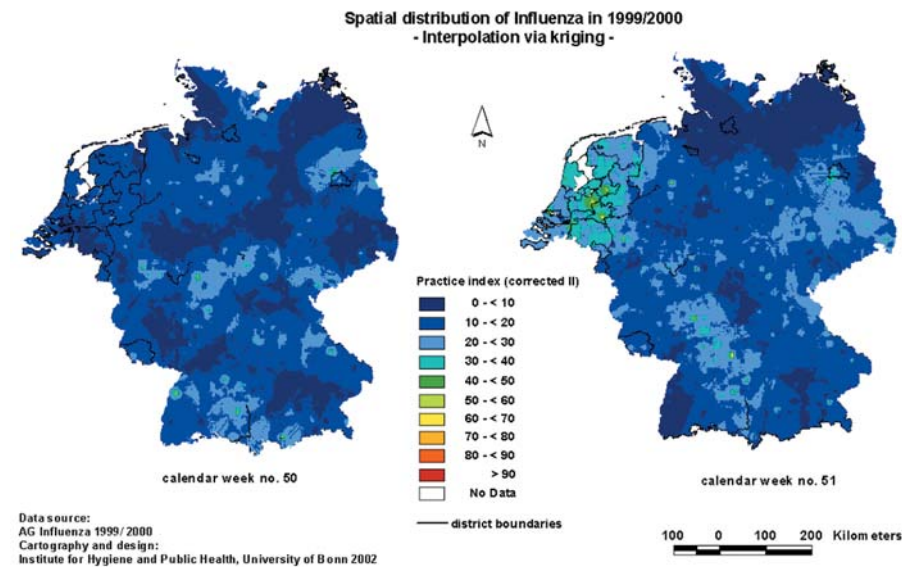 Spatial distribution of Influenza in 1999/2000
- Interpolation via kriging -
N
Practice index (corrected II)
0 - < 10
10 - < 20
20 - < 30
30 - < 40
40 - < 50
50 - < 60
60 - < 70
70 - < 80
80 - < 90
> 90
No Data
district boundaries
calendar week no. 50
calendar week no. 51
Data source:
AG Influenza 1999/2000
Cartography and design:
Institute for Hygiene and Public Health, University of Bonn 2002
100 0 100 200 Kilometers